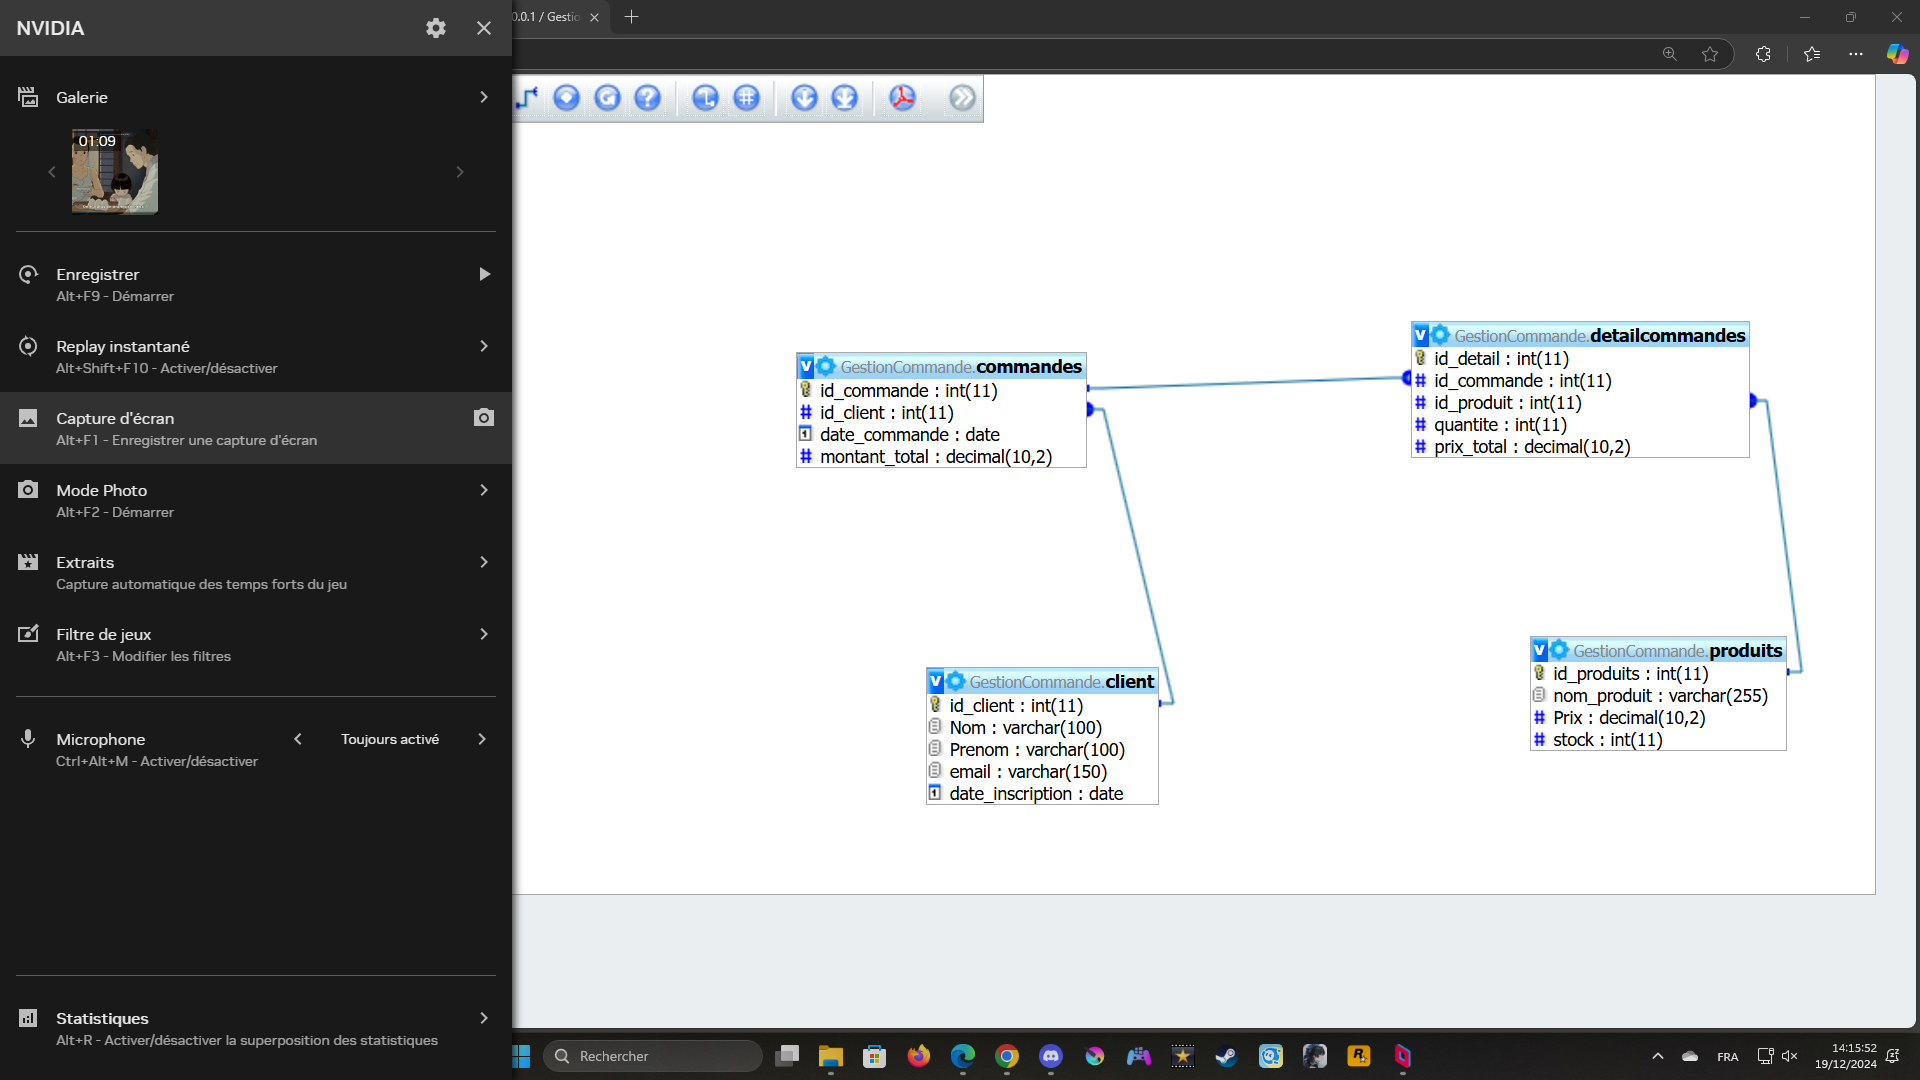 NVIDIA
Galerie
01:09
Enregistrer
Alt+F9 - Démarrer
Replay instantané
Alt+Shift+F10 - Activer/désactiver
Capture d'écran
Alt+F1 - Enregistrer une capture d'écran
Mode Photo
Alt+F2 - Démarrer
Extraits
Capture automatique des temps forts du jeu
Filtre de jeux
Alt+F3 - Modifier les filtres
Microphone
Toujours activé
Ctrl+Alt+M - Activer/désactiver
Statistiques
Alt+R - Activer/désactiver la superposition des statistiques
0.0.1 / Gestio
GestionCommande.commandes
id_commande : int(11)
id_client : int(11)
date_commande : date
montant_total : decimal(10,2)
GestionCommande.detailcommandes
id_detail : int(11)
id_commande : int(11)
id_produit : int(11)
quantite : int(11)
prix_total : decimal(10,2)
GestionCommande.client
id_client : int(11)
Nom : varchar(100)
Prenom : varchar(100)
email : varchar(150)
date_inscription : date
GestionCommande.produits
id_produits : int(11)
nom_produit : varchar(255)
Prix : decimal(10,2)
stock : int(11)
Rechercher
FRA
14:15:52
19/12/2024